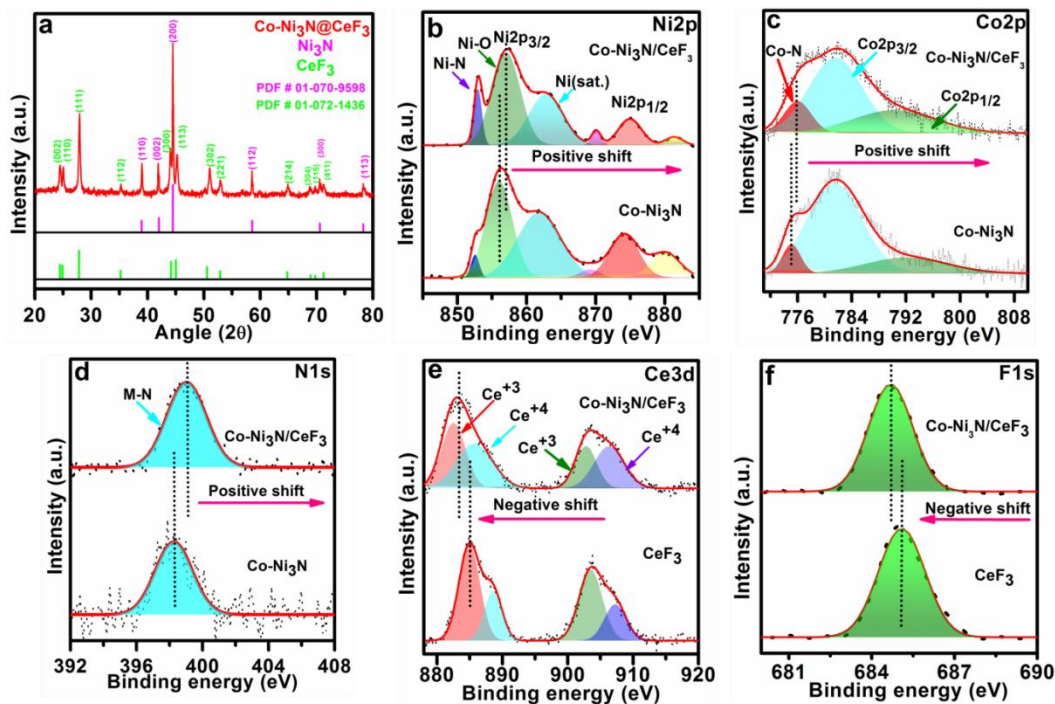 a
Co-Ni3N@CeF3
Ni3N
CeF3
PDF # 01-070-9598
PDF # 01-072-1436
(002)
(110)
(111)
(112)
(110)
(002)
(300)
(200)
(113)
(302)
(221)
(112)
(214)
(304)
(115)
(300)
(411)
(113)
Intensity (a.u.)
20 30 40 50 60 70 80
Angle (2θ)
b
Ni2p
Ni-O
Ni2p3/2
Co-Ni3N/CeF3
Ni-N
Ni(sat.)
Ni2p1/2
Positive shift
Co-Ni3N
Intensity (a.u.)
850 860 870 880
Binding energy (eV)
c
Co2p
Co-N
Co2p3/2
Co-Ni3N/CeF3
Co2p1/2
Positive shift
Co-Ni3N
Intensity(a.u.)
776 784 792 800 808
Binding energy (eV)
d
N1s
M-N
Co-Ni3N/CeF3
Positive shift
Co-Ni3N
Intensity (a.u.)
392 396 400 404 408
Binding energy (eV)
e
Ce3d
Ce+3
Co-Ni3N/CeF3
Ce+4
Ce+3
Ce+4
Negative shift
CeF3
Intensity (a.u.)
880 890 900 910 920
Binding energy (eV)
f
F1s
Co-Ni3N/CeF3
Negative shift
CeF3
Intensity (a.u.)
681 684 687 690
Binding energy (eV)